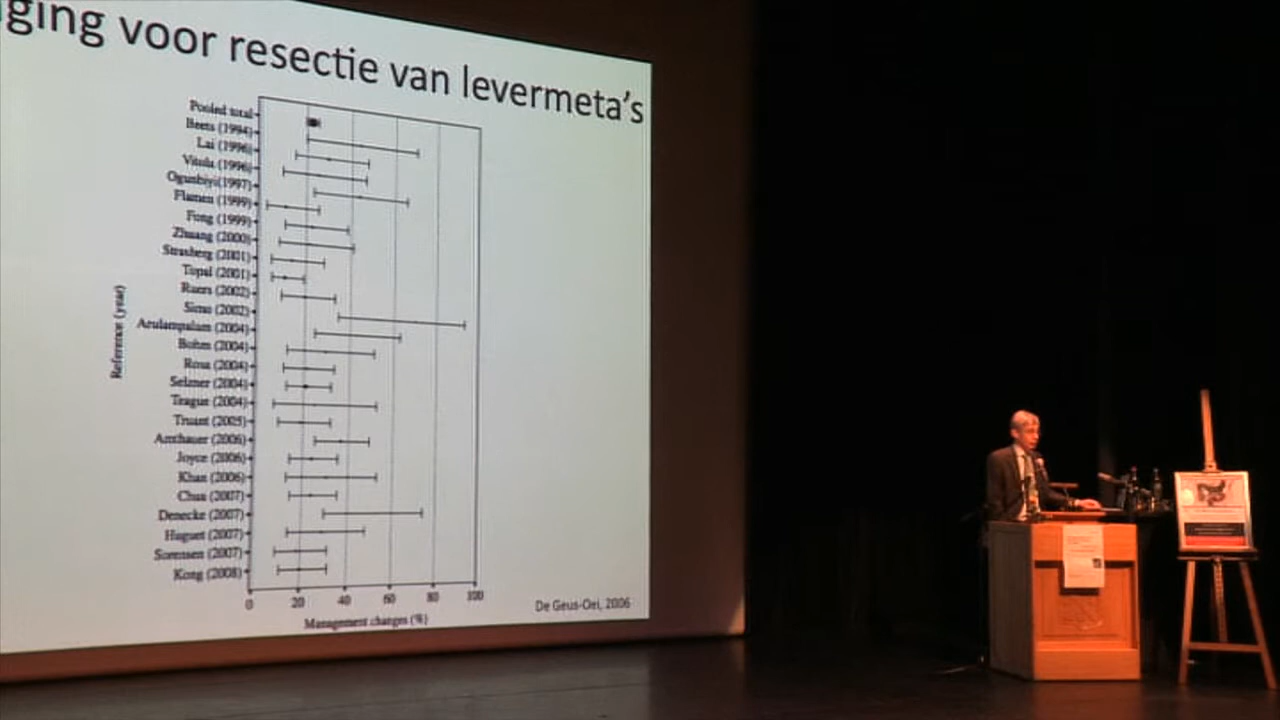 ging voor resectie van levermeta's
Pooled total
Beets (1994)
Lai (1996)
Vitola (1996)
Ogunbiyi(1997)
Flamen (1999)
Fong (1999)
Zhuang (2000)
Strasberg (2001)
Topal (2001)
Ruers (2002)
Simo (2002)
Arulampalam (2004)
Bohm (2004)
Rosa (2004)
Selzner (2004)
Teague (2004)
Truant (2005)
Amthauer (2006)
Joyce (2006)
Khan (2006)
Chua (2007)
Denecke (2007)
Huguet (2007)
Sorensen (2007)
Kong (2008)
Reference (year)
0 20 40 60 80 100
Management changes (%)
De Geus-Oei, 2006